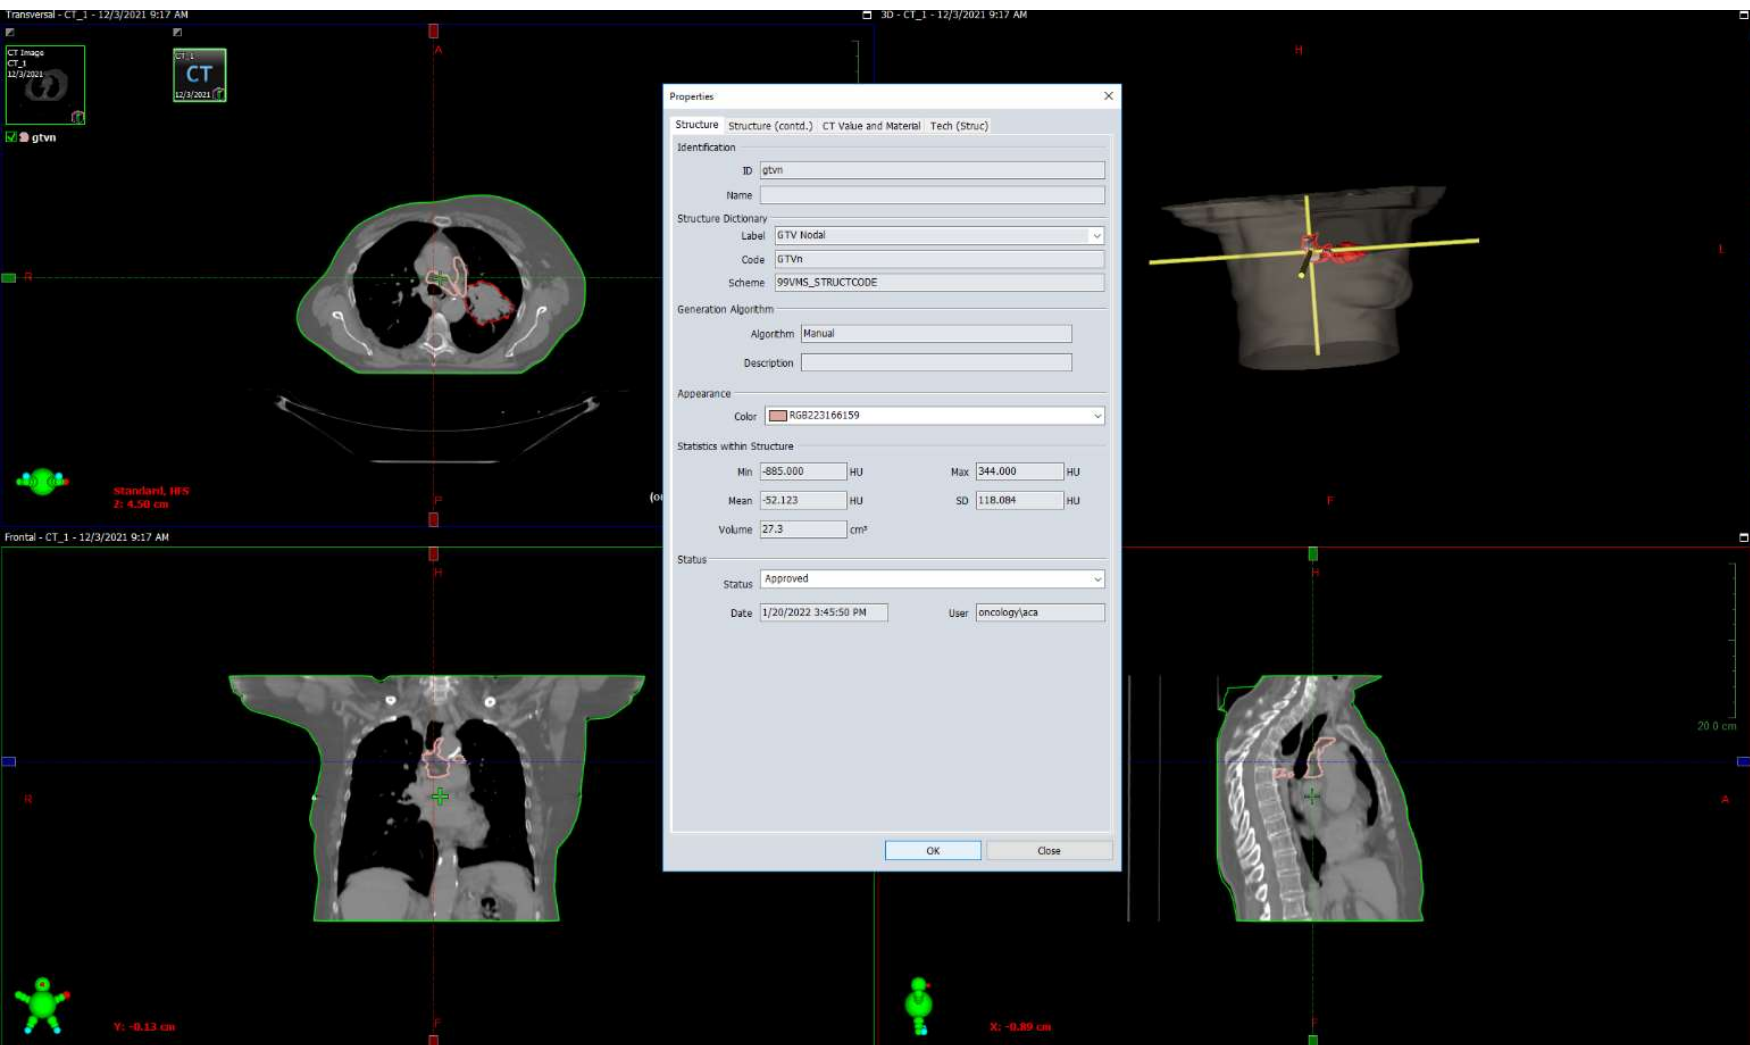 Transversal - CT_1 - 12/3/2021 9:17 AM
3D - CT_1 - 12/3/2021 9:17 AM
CT Image
CT_1
12/3/2021
CT_1
CT
12/3/2021
gtvn
A
R
P
Standard, HFS
Z: 4.50 cm
H
L
F
Properties
Structure
Structure (contd.)
CT Value and Material
Tech (Struc)
Identification
ID gtvn
Name
Structure Dictionary
Label GTV Nodal
Code GTVn
Scheme 99VMS_STRUCTCODE
Generation Algorithm
Algorithm Manual
Description
Appearance
Color RGB223166159
Statistics within Structure
Min -885.000 HU Max 344.000 HU
Mean -52.123 HU SD 118.084 HU
Volume 27.3 cm³
Status
Status Approved
Date 1/20/2022 3:45:50 PM User oncology\aca
OK Close
Frontal - CT_1 - 12/3/2021 9:17 AM
H
R
F
Y: -0.13 cm
H
20.0 cm
A
F
X: -0.89 cm